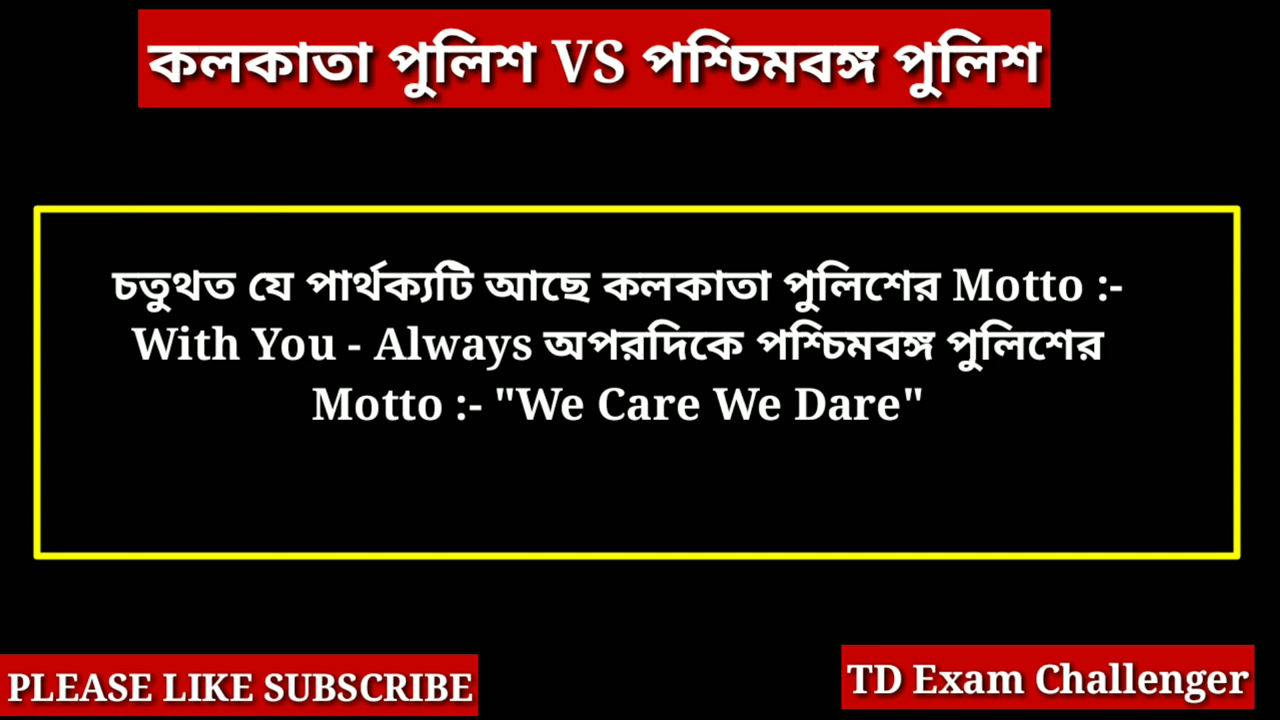 কলকাতা পুলিশ VS পশ্চিমবঙ্গ পুলিশ
চতুথত যে পার্থক্যটি আছে কলকাতা পুলিশের Motto :-
With You - Always অপরদিকে পশ্চিমবঙ্গ পুলিশের
Motto :- "We Care We Dare"
PLEASE LIKE SUBSCRIBE
TD Exam Challenger